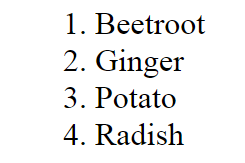 1. Beetroot
2. Ginger
3. Potato
4. Radish